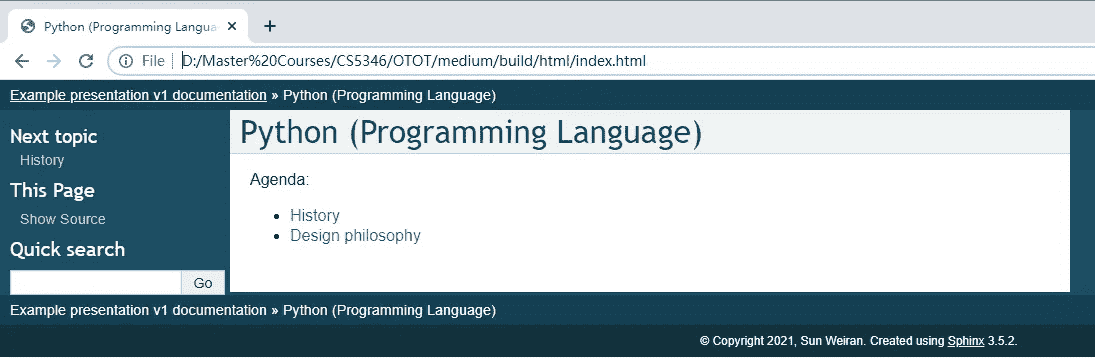 Python (Programming Langua
File D:/Master%20Courses/CS5346/OTOT/medium/build/html/index.html
Example presentation v1 documentation » Python (Programming Language)
Next topic
History
This Page
Show Source
Quick search
Go
Python (Programming Language)
Agenda:
• History
• Design philosophy
Example presentation v1 documentation » Python (Programming Language)
© Copyright 2021, Sun Weiran. Created using Sphinx 3.5.2.